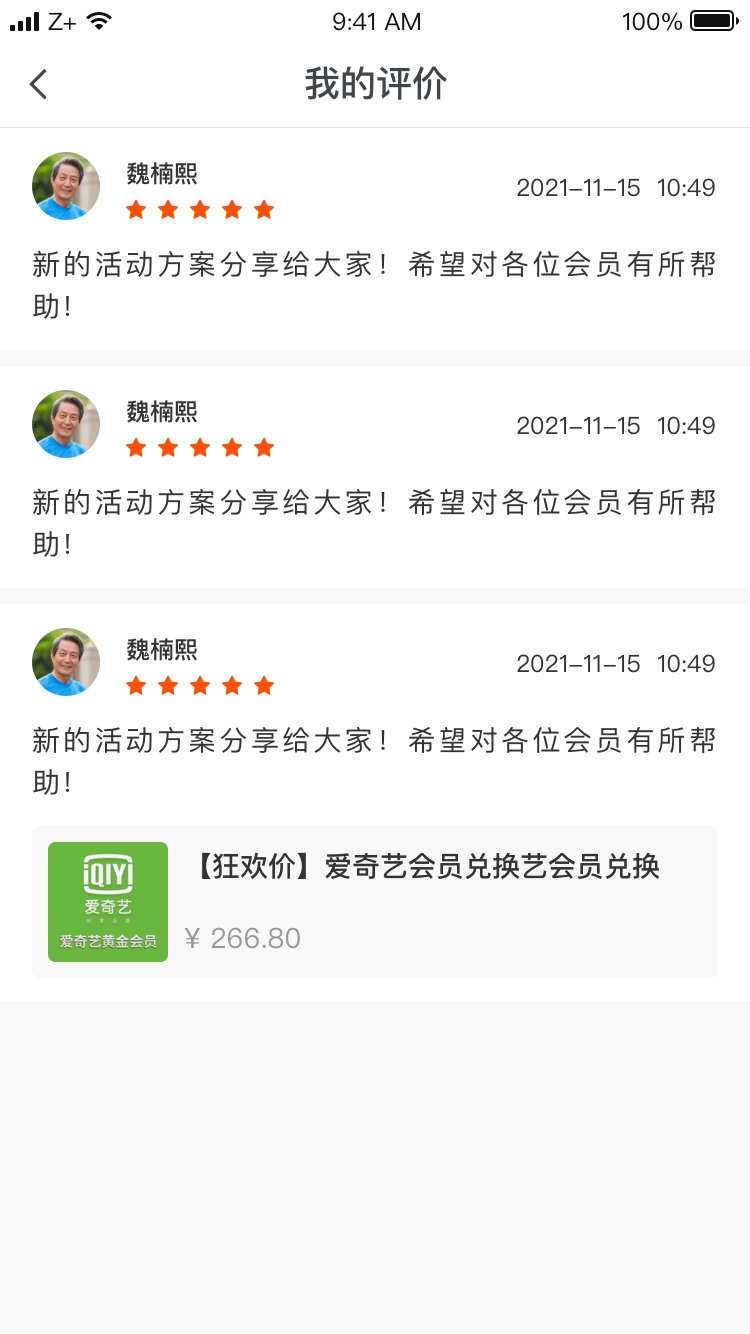 Z+ 9:41 AM 100%
我的评价
魏楠熙
2021-11-15 10:49
新的活动方案分享给大家！希望对各位会员有所帮
助！
魏楠熙
2021-11-15 10:49
新的活动方案分享给大家！希望对各位会员有所帮
助！
魏楠熙
2021-11-15 10:49
新的活动方案分享给大家！希望对各位会员有所帮
助！
iQIYI
爱奇艺
爱奇艺黄金会员
【狂欢价】爱奇艺会员兑换艺会员兑换
¥ 266.80